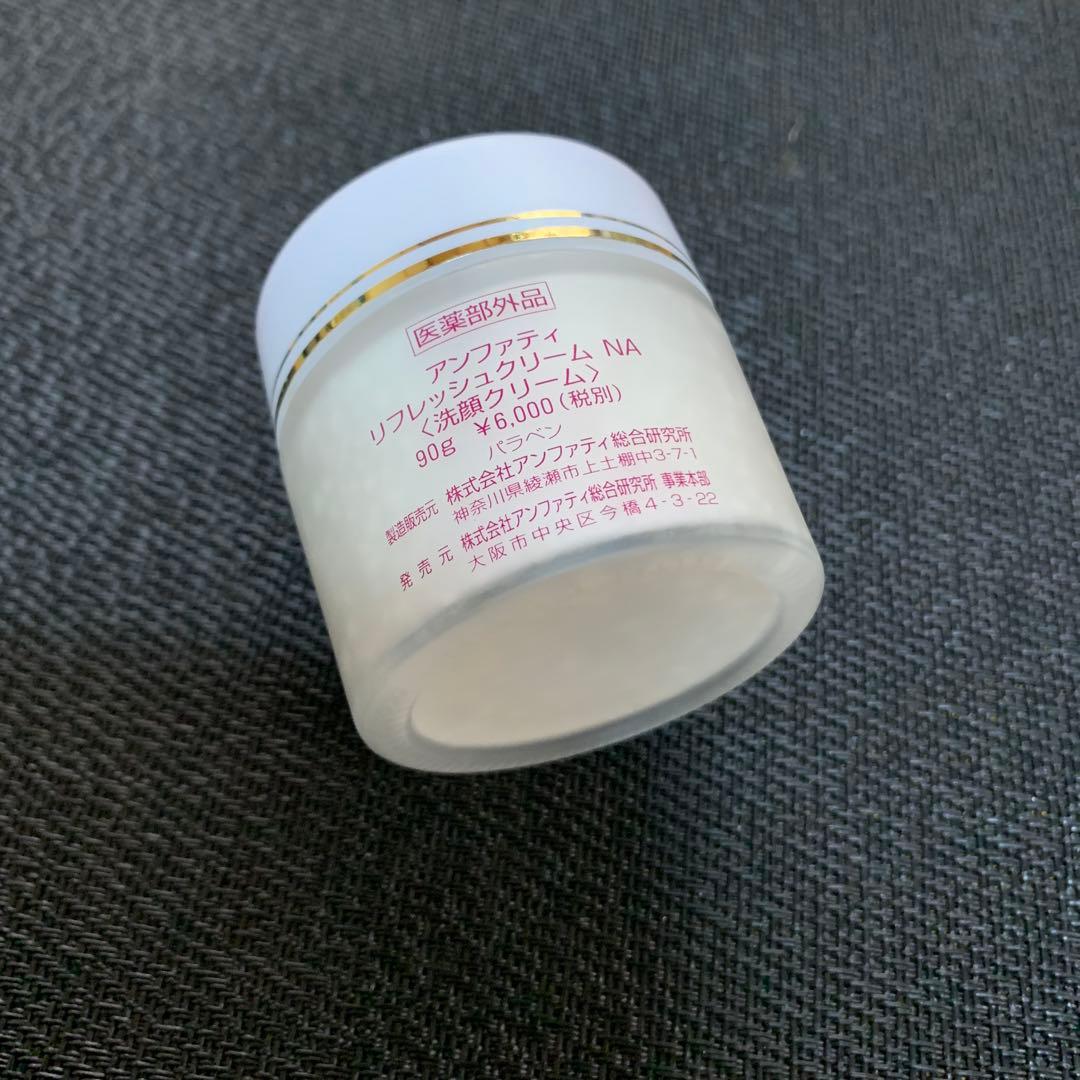 医薬部外品
アンファティ
リフレッシュクリーム NA
〈洗顔クリーム〉
90g ￥6,000(税別)
パラベン
製造販売元 株式会社アンファティ総合研究所
神奈川県綾瀬市上土棚中3-7-1
発売元 株式会社アンファティ総合研究所 事業本部
大阪市中央区今橋4-3-22